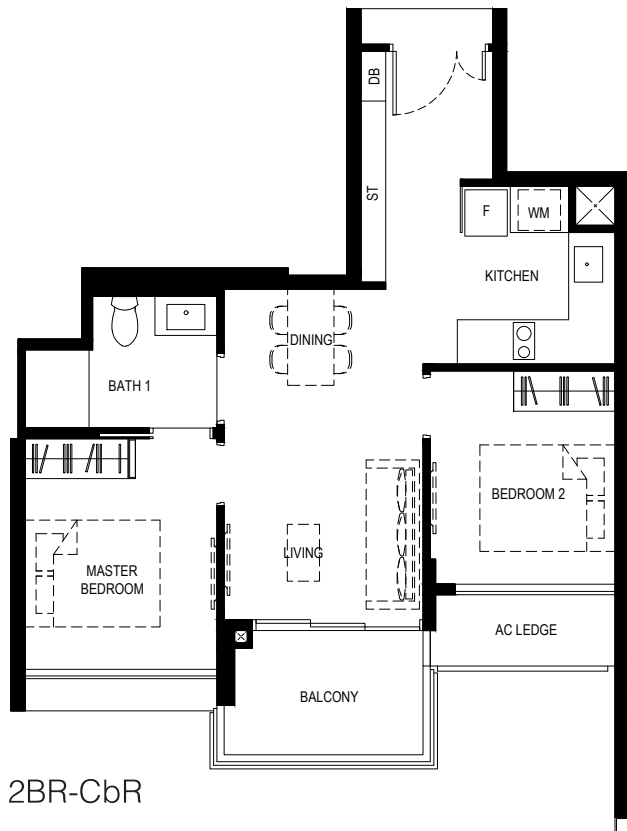 DB
ST
F
WM
KITCHEN
DINING
BATH 1
BEDROOM 2
LIVING
MASTER
BEDROOM
AC LEDGE
BALCONY
2BR-CbR